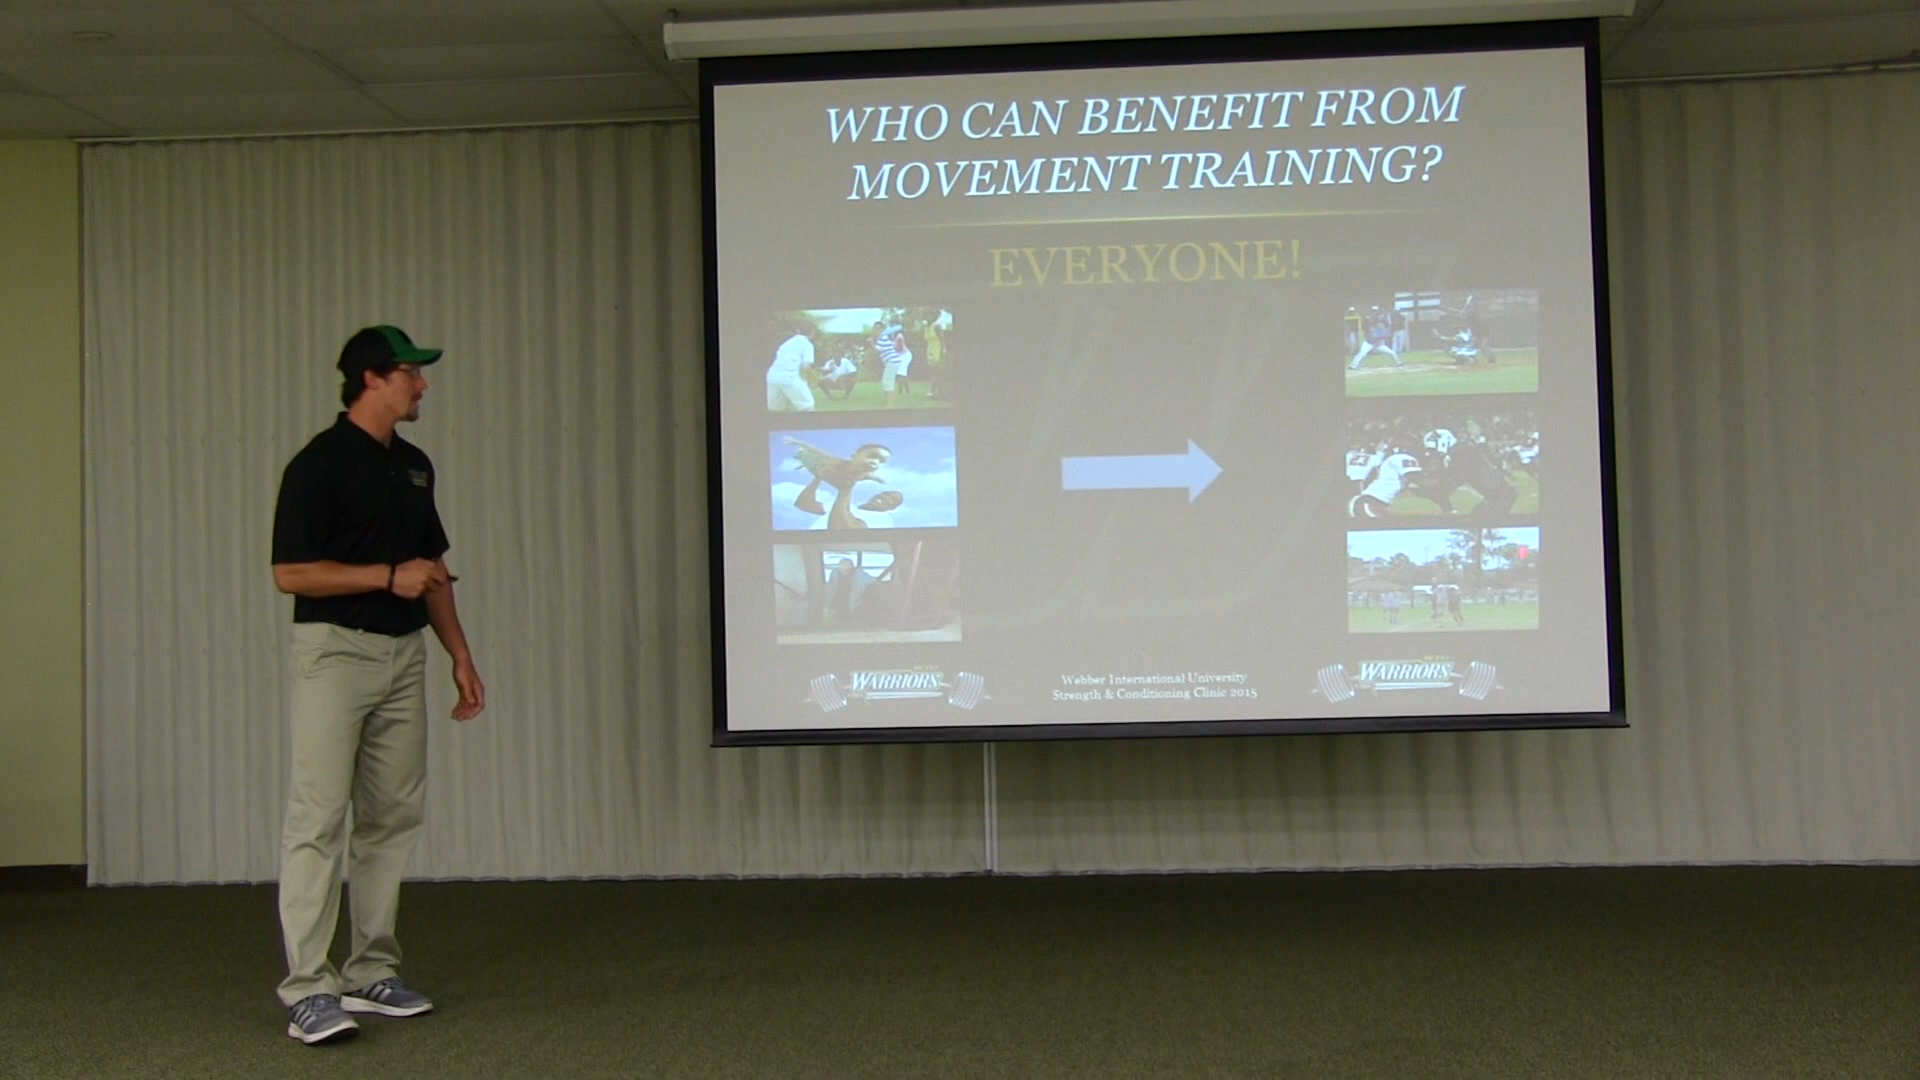 WHO CAN BENEFIT FROM
MOVEMENT TRAINING?
EVERYONE!
WARRIORS
Webber International University
Strength & Conditioning Clinic 2015
WARRIORS